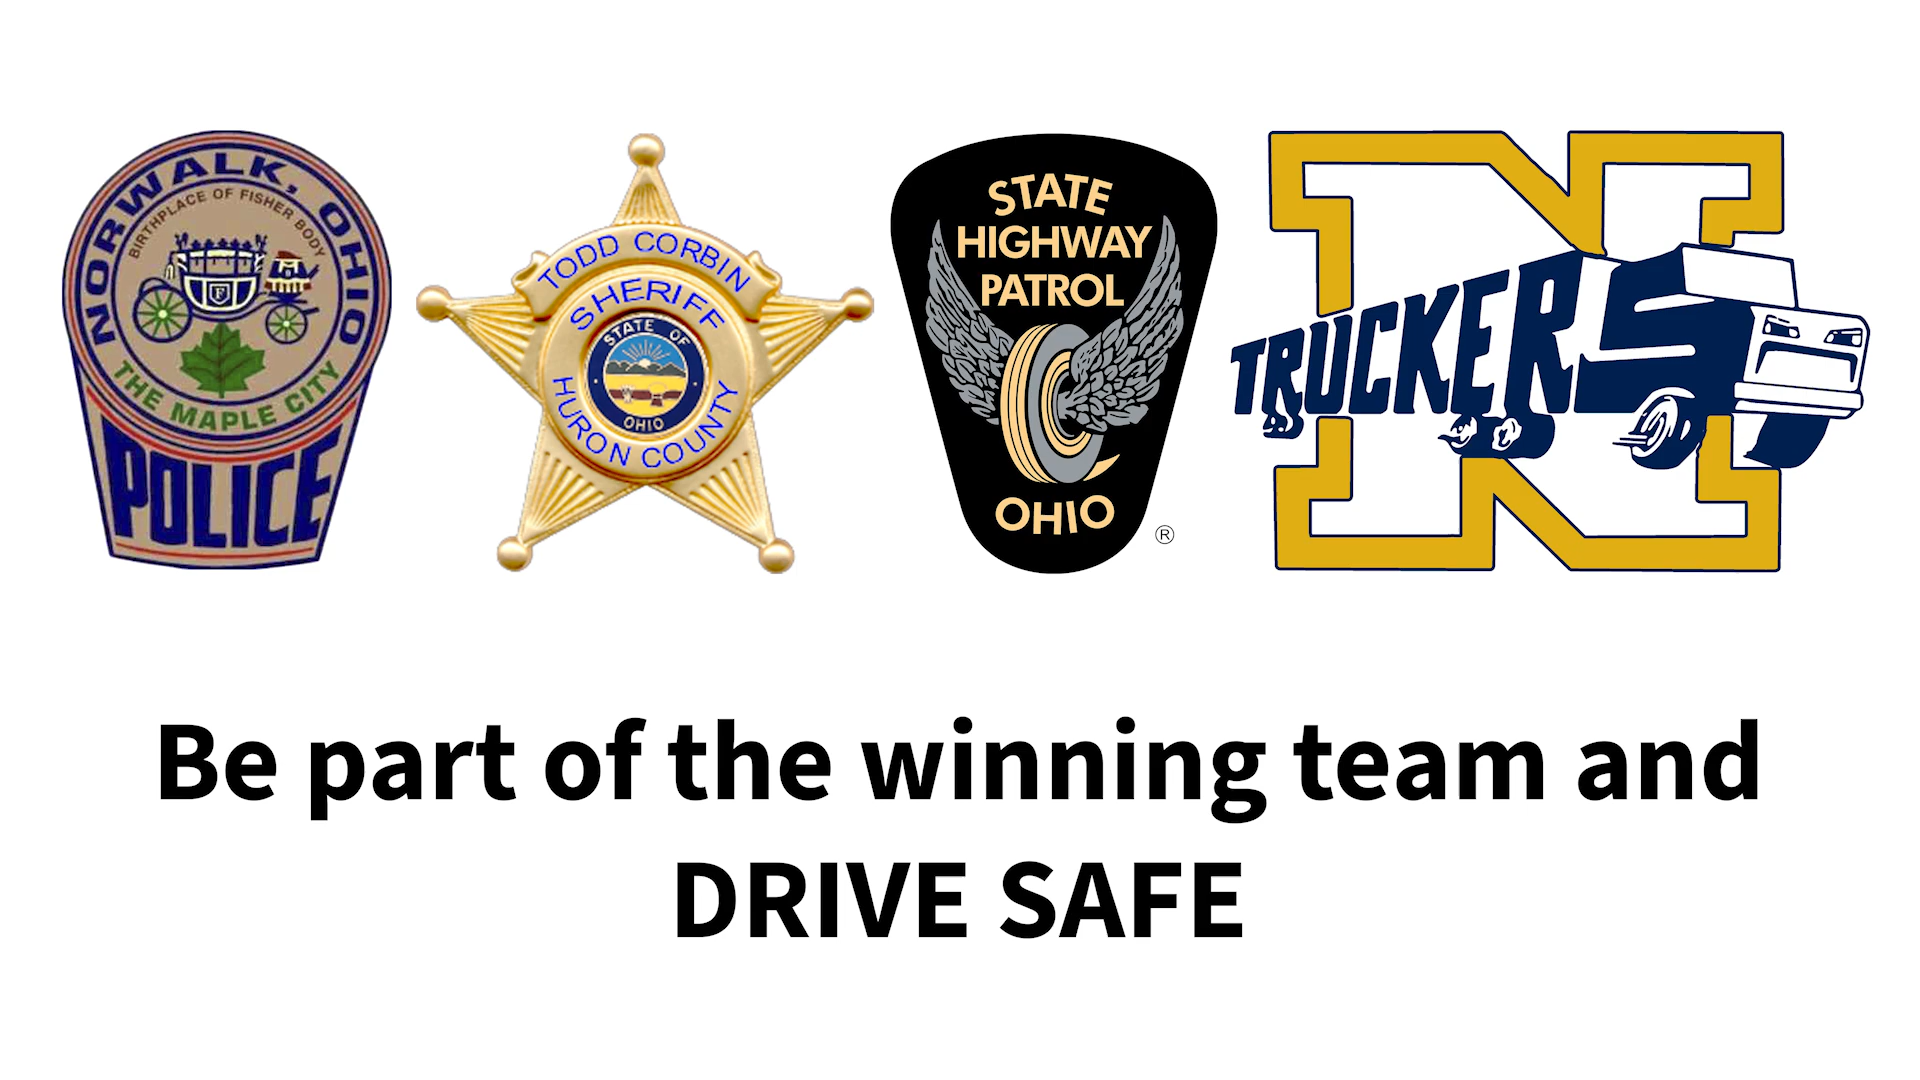 NORWALK, OHIO
BIRTHPLACE OF FISHER BODY
F
THE MAPLE CITY
POLICE
TODD CORBIN
SHERIFF
STATE OF
OHIO
HURON COUNTY
STATE
HIGHWAY
PATROL
OHIO
®
N
TRUCKERS
Be part of the winning team and
DRIVE SAFE